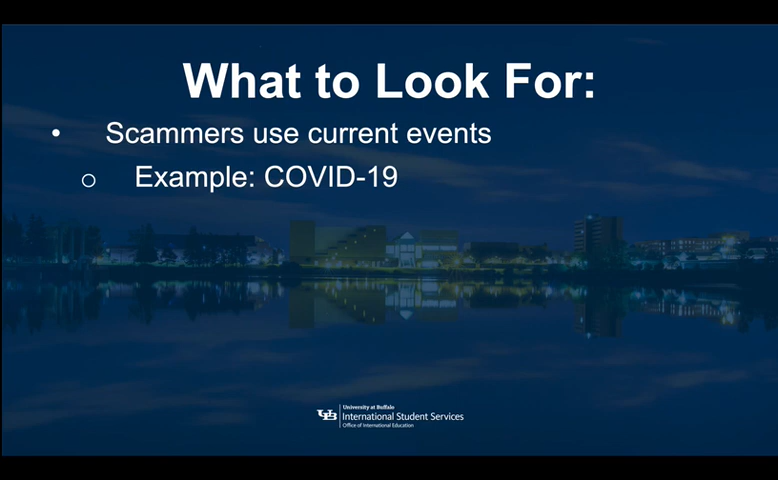 What to Look For:
• Scammers use current events
o Example: COVID-19
UB
University at Buffalo
International Student Services
Office of International Education